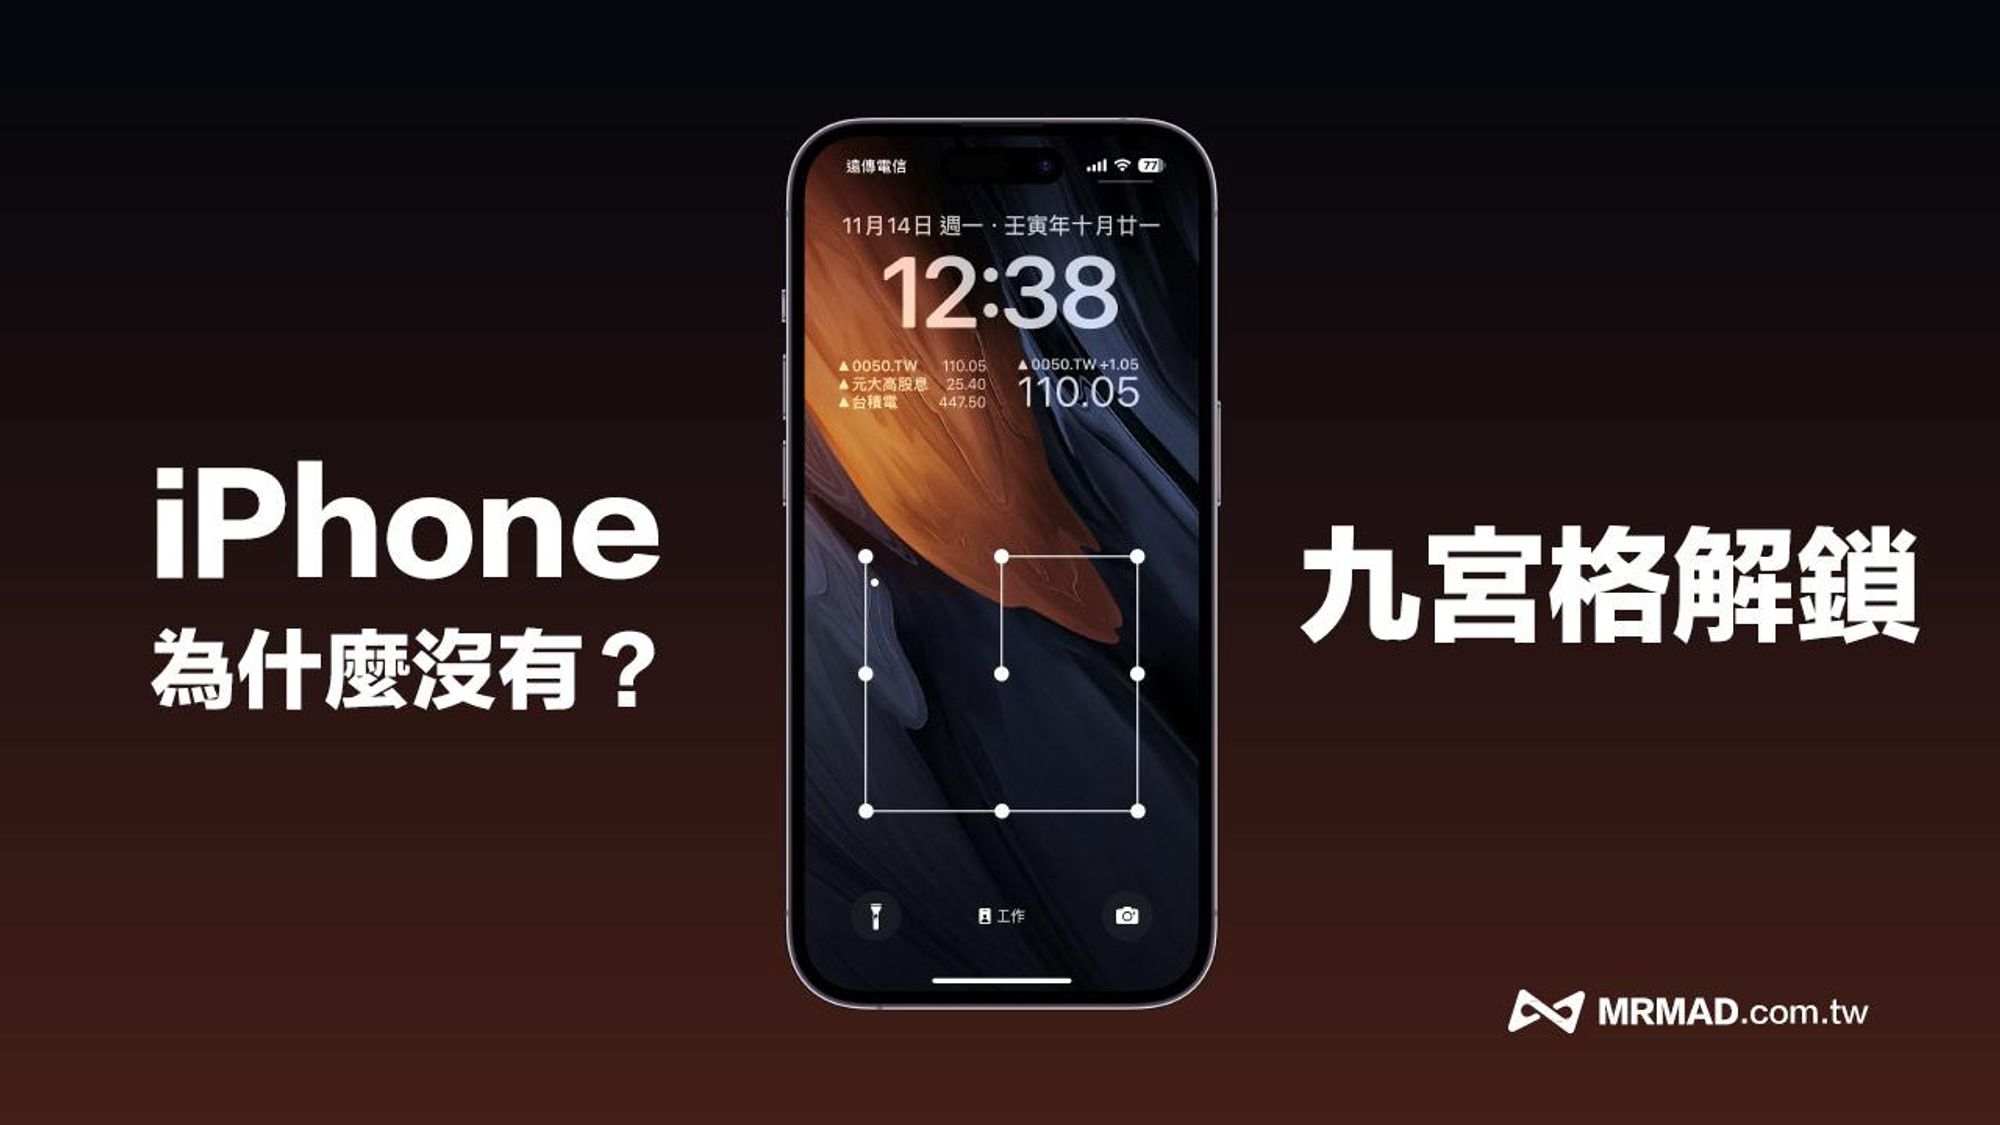 遠傳電信
77
11月14日 週一 · 壬寅年十月廿一
12:38
▲0050.TW 110.05
▲元大高股息 25.40
▲台積電 447.50
▲0050.TW +1.05
110.05
iPhone
為什麼沒有？
九宮格解鎖
工作
MRMAD.com.tw